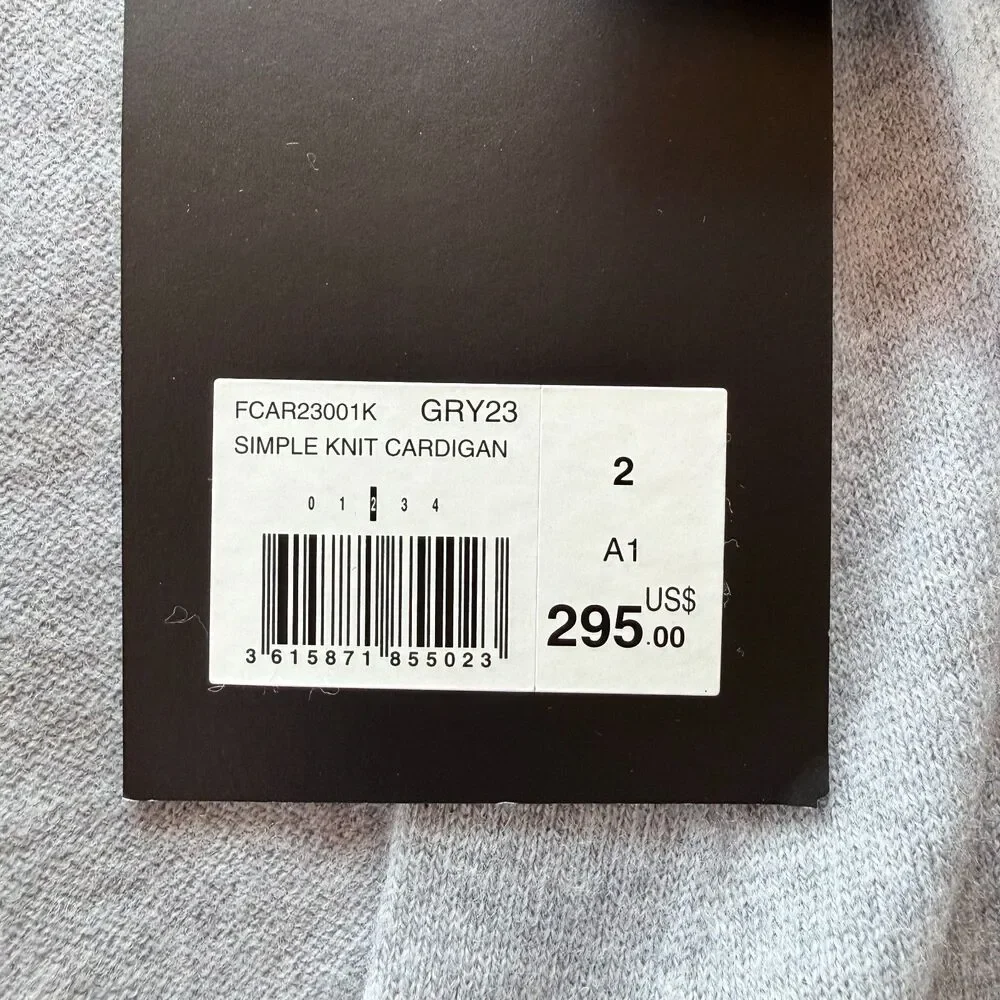 FCAR23001K GRY23
SIMPLE KNIT CARDIGAN
0 1 2 3 4
3 615871 855023
2
A1
US$
295.00